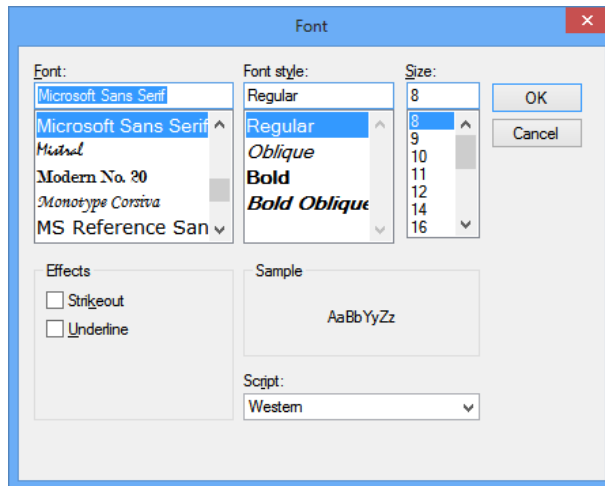 Font
Font:
Microsoft Sans Serif
Microsoft Sans Serif
Mistral
Modern No. 20
Monotype Corsiva
MS Reference San
Font style:
Regular
Regular
Oblique
Bold
Bold Oblique
Size:
8
8
9
10
11
12
14
16
OK
Cancel
Effects
Strikeout
Underline
Sample
AaBbYyZz
Script:
Western